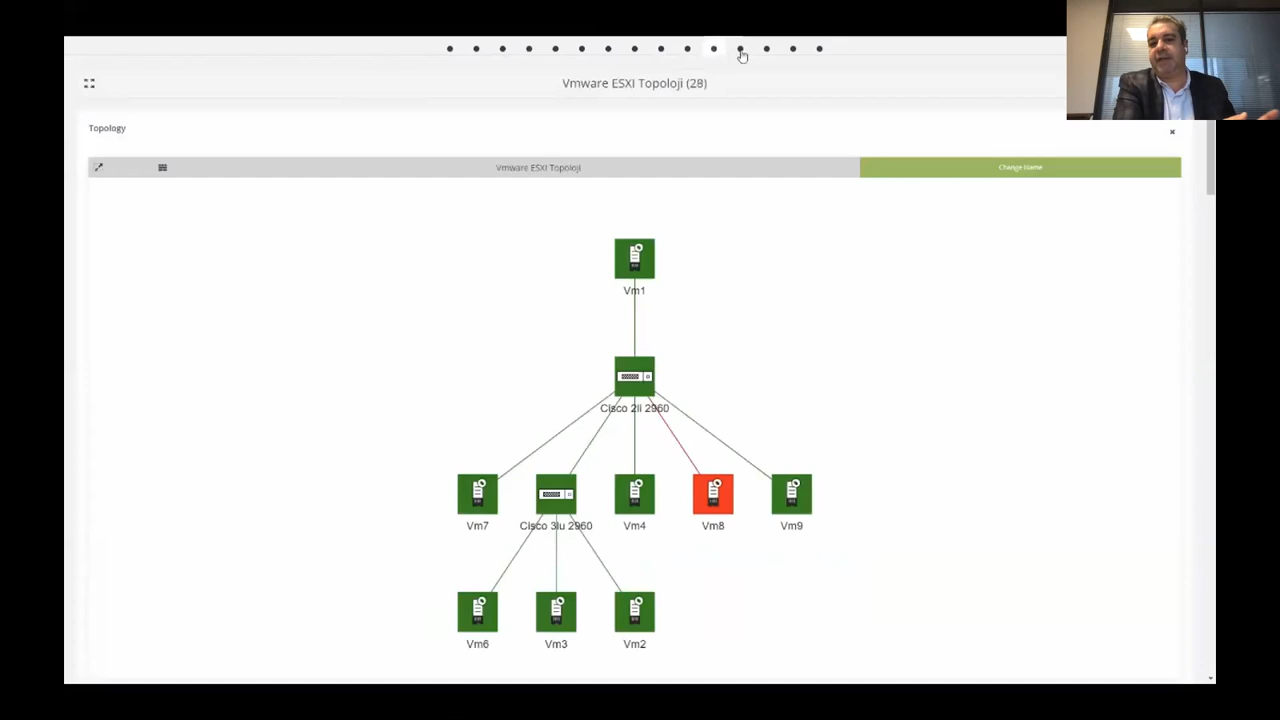 Vmware ESXI Topoloji (28)
Topology
Vmware ESXI Topoloji
Change Name
Vm1
Cisco 2li 2960
Vm7
Cisco 3lu 2960
Vm4
Vm8
Vm9
Vm6
Vm3
Vm2